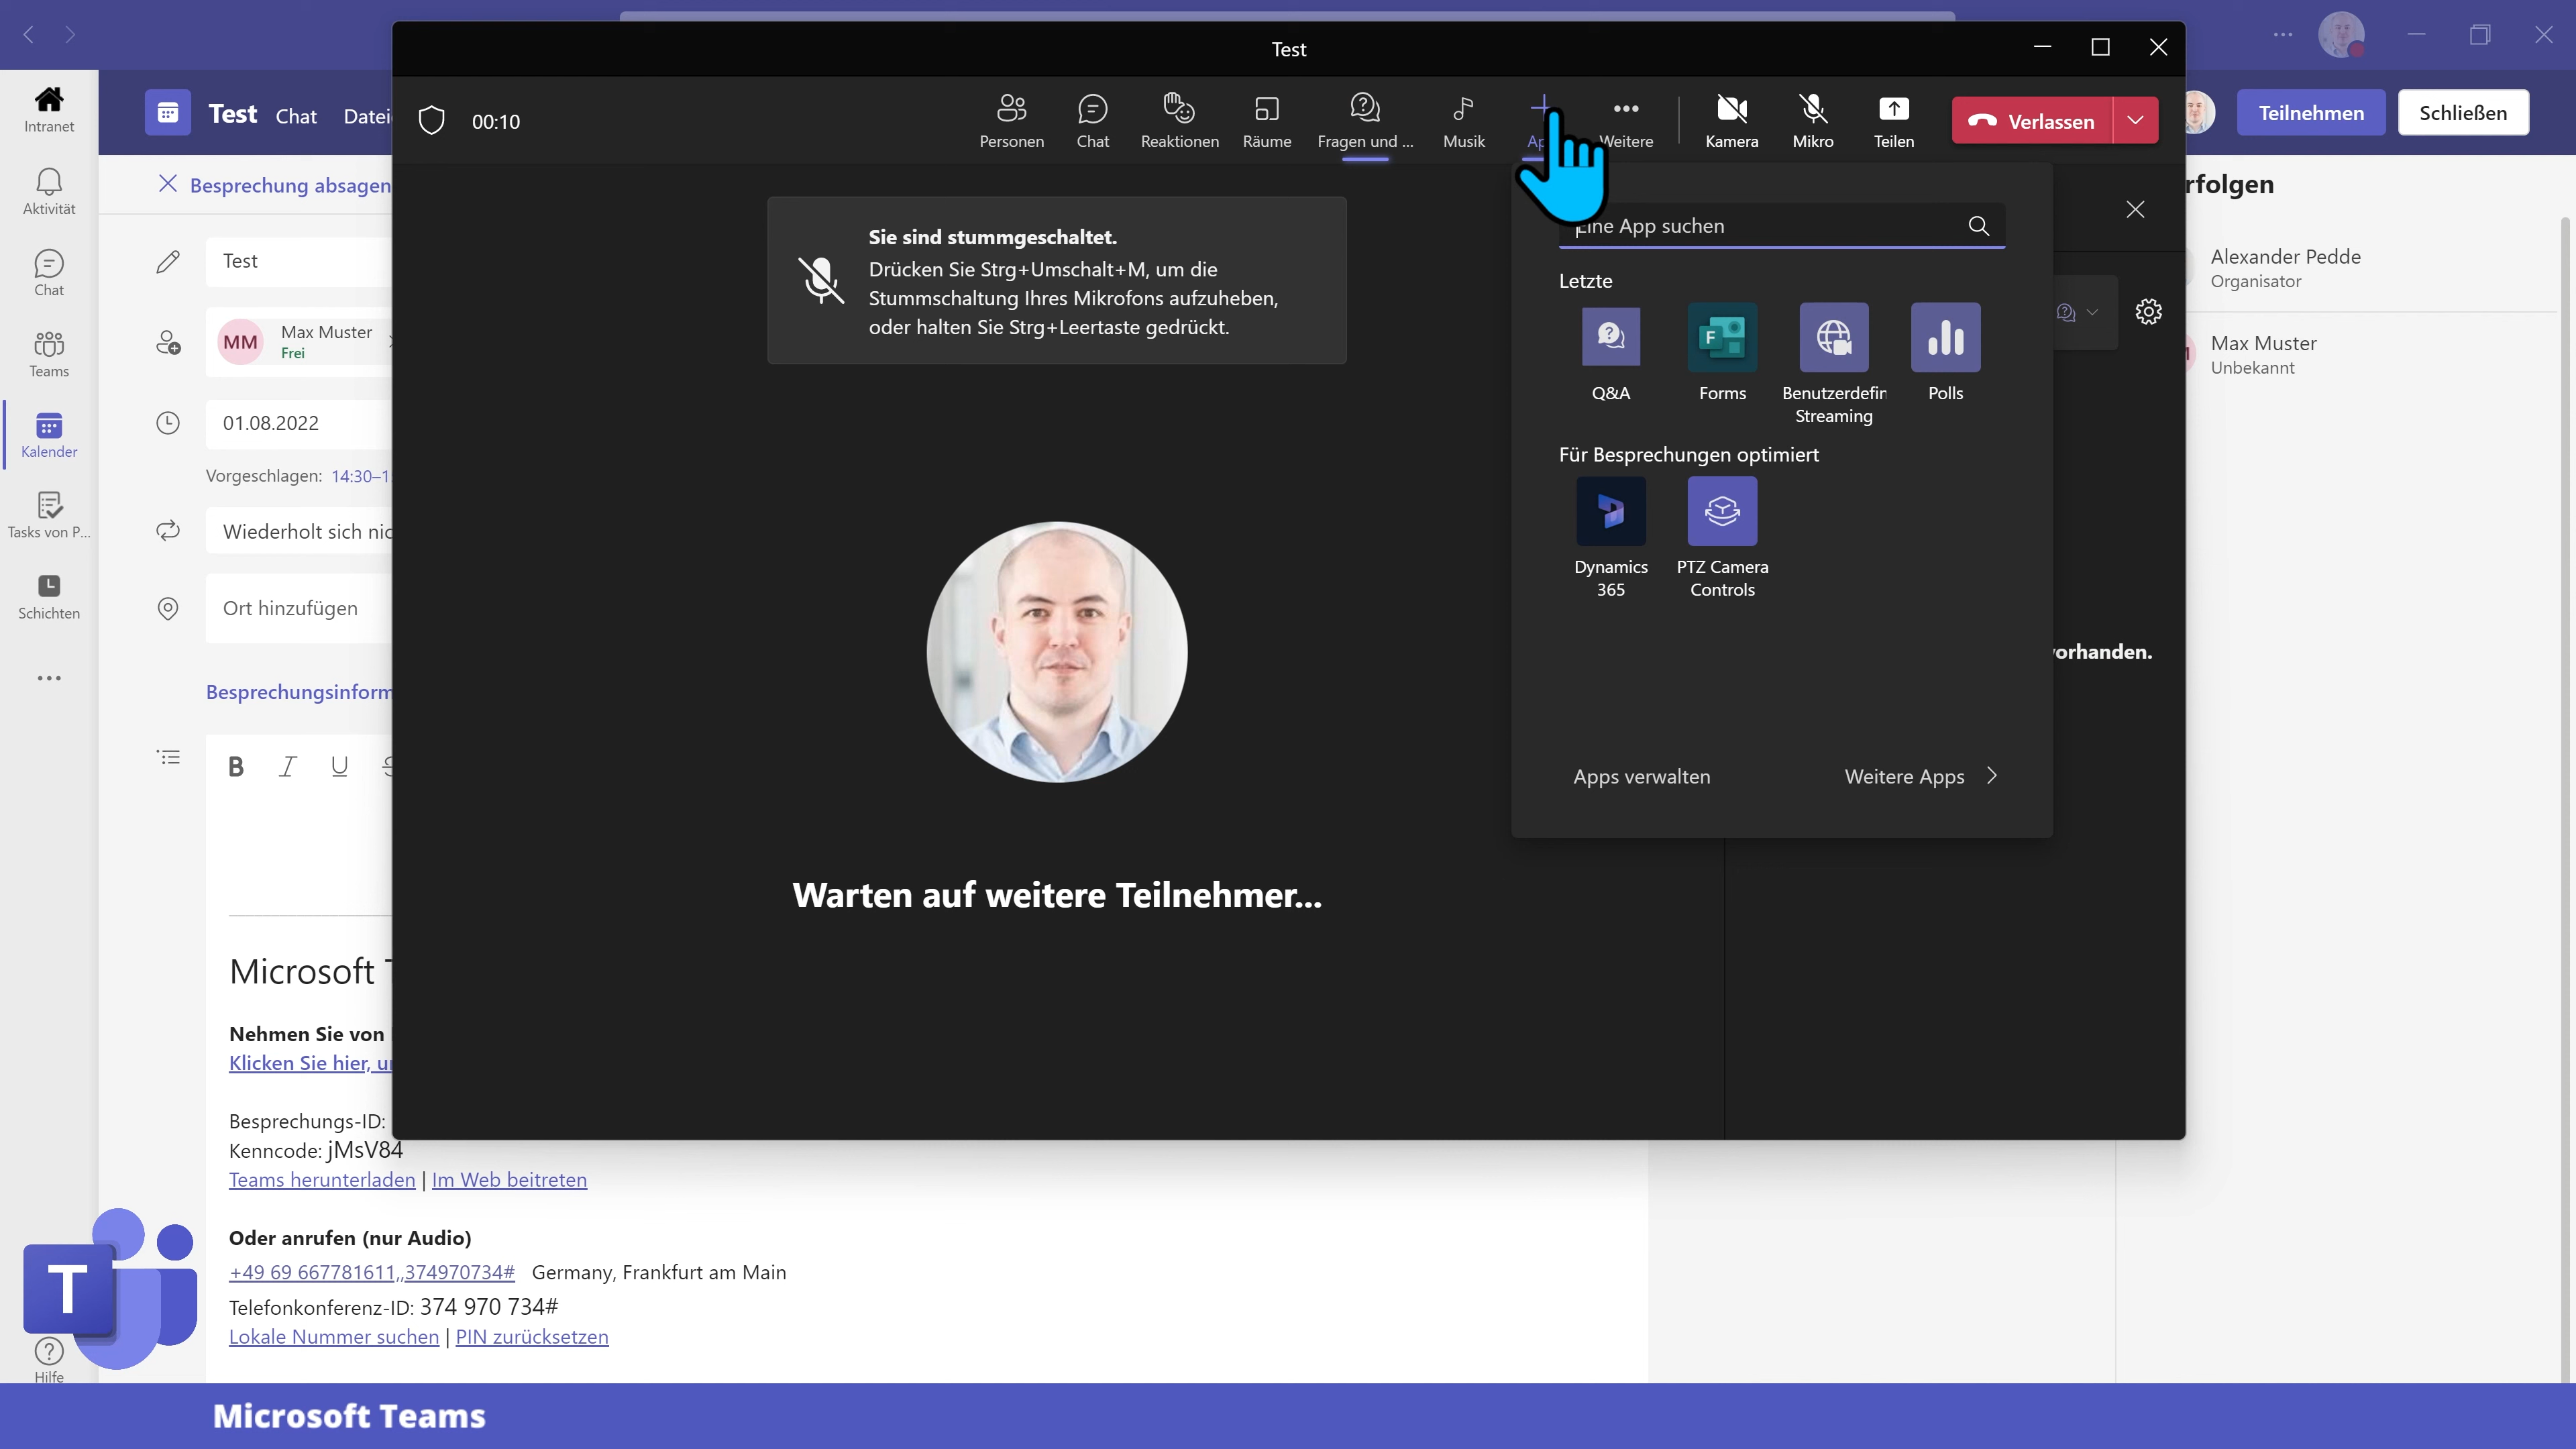 Test
Intranet
Aktivität
Chat
Teams
Kalender
Tasks von P...
Schichten
Hilfe
Test Chat
Teilnehmen
Schließen
Besprechung absagen
Test
MM
Max Muster
Frei
01.08.2022
Vorgeschlagen: 14:30–1
Wiederholt sich
Ort hinzufügen
B I U
Microsoft
Nehmen Sie von
Klicken Sie hier,
Besprechungs-ID:
Kenncode: jMsV84
Teams herunterladen | Im Web beitreten
Oder anrufen (nur Audio)
+49 69 667781611,,374970734# Germany, Frankfurt am Main
Telefonkonferenz-ID: 374 970 734#
Lokale Nummer suchen | PIN zurücksetzen
00:10
Personen
Chat
Reaktionen
Räume
Fragen und ...
Musik
Weitere
Kamera
Mikro
Teilen
Verlassen
Sie sind stummgeschaltet.
Drücken Sie Strg+Umschalt+M, um die
Stummschaltung Ihres Mikrofons aufzuheben,
oder halten Sie Strg+Leertaste gedrückt.
Warten auf weitere Teilnehmer...
Eine App suchen
Letzte
Q&A
Forms
Benutzerdefin
Streaming
Polls
Für Besprechungen optimiert
Dynamics
365
PTZ Camera
Controls
Apps verwalten
Weitere Apps
vorhanden.
rfolgen
Alexander Pedde
Organisator
Max Muster
Unbekannt
T
Microsoft Teams